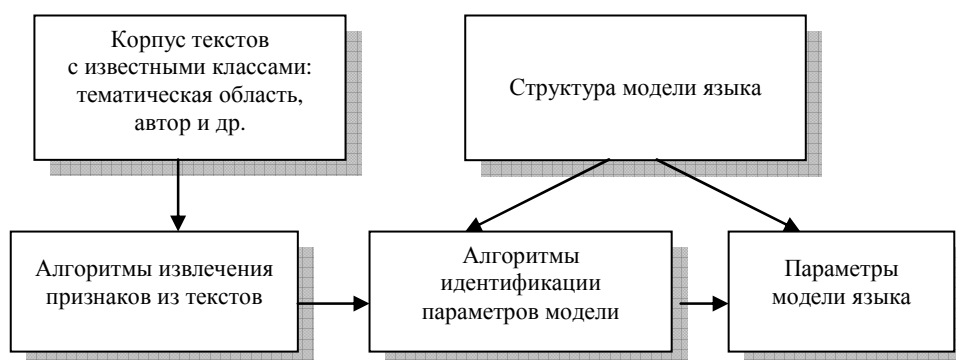 Корпус текстов
с известными классами:
тематическая область,
автор и др.
Структура модели языка
Алгоритмы извлечения
признаков из текстов
Алгоритмы
идентификации
параметров модели
Параметры
модели языка